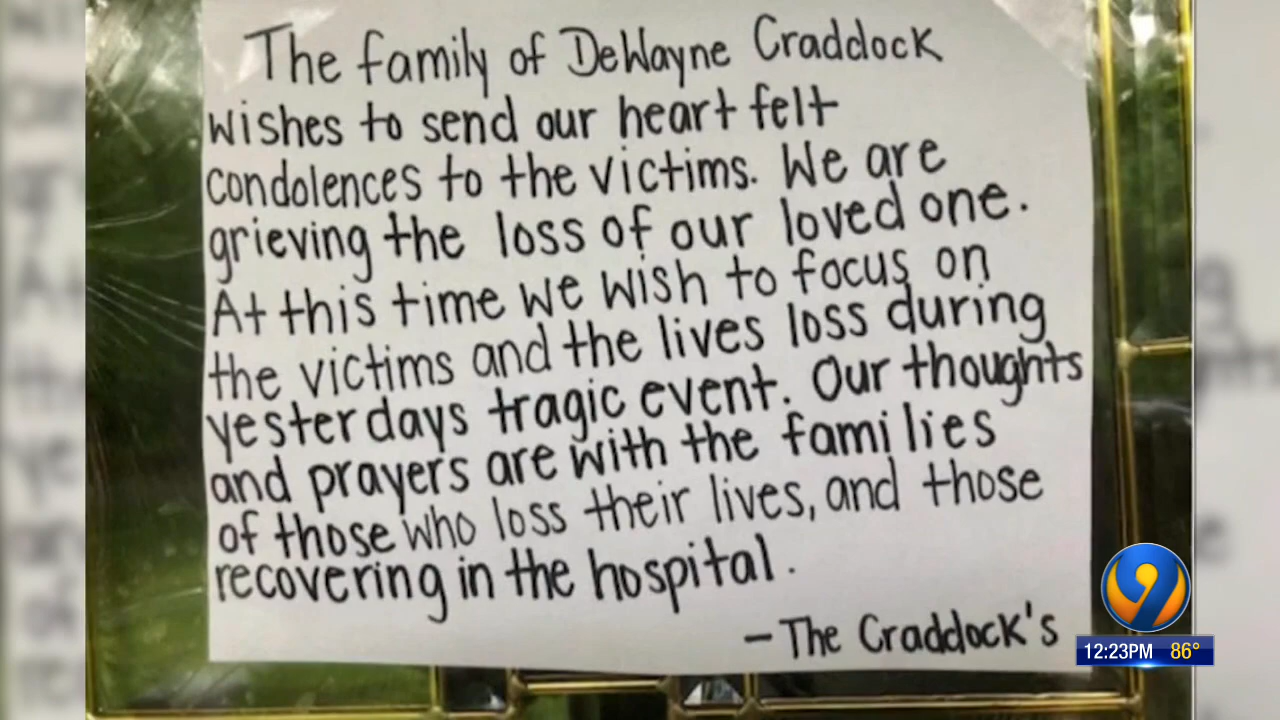 The family of DeWayne Craddock
wishes to send our heart felt
condolences to the victims. We are
grieving the loss of our loved one.
At this time we wish to focus on
the victims and the lives loss during
yesterdays tragic event. Our thoughts
and prayers are with the families
of those who loss their lives, and those
recovering in the hospital.
- The Craddock's
9
12:23PM 86°